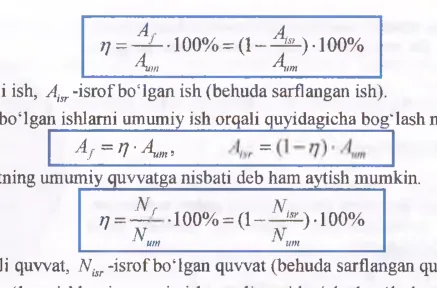 η = A_f / A_um · 100% = (1 − A_isr / A_um) · 100%
i ish, A_isr -isrof bo‘lgan ish (behuda sarflangan ish).
bo‘lgan ishlarni umumiy ish orqali quyidagicha bog‘lash
A_f = η · A_um, A_isr = (1 − η) · A_um
tning umumiy quvvatga nisbati deb ham aytish mumkin.
η = N_f / N_um · 100% = (1 − N_isr / N_um) · 100%
li quvvat, N_isr -isrof bo‘lgan quvvat (behuda sarflangan qu